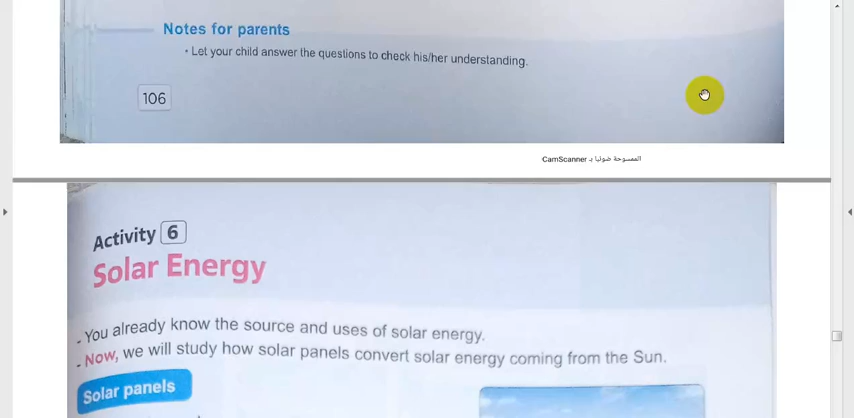 Notes for parents
• Let your child answer the questions to check his/her understanding.
106
الممسوحة ضوئيا بـ CamScanner
Activity 6
Solar Energy
- You already know the source and uses of solar energy.
- Now, we will study how solar panels convert solar energy coming from the Sun.
Solar panels